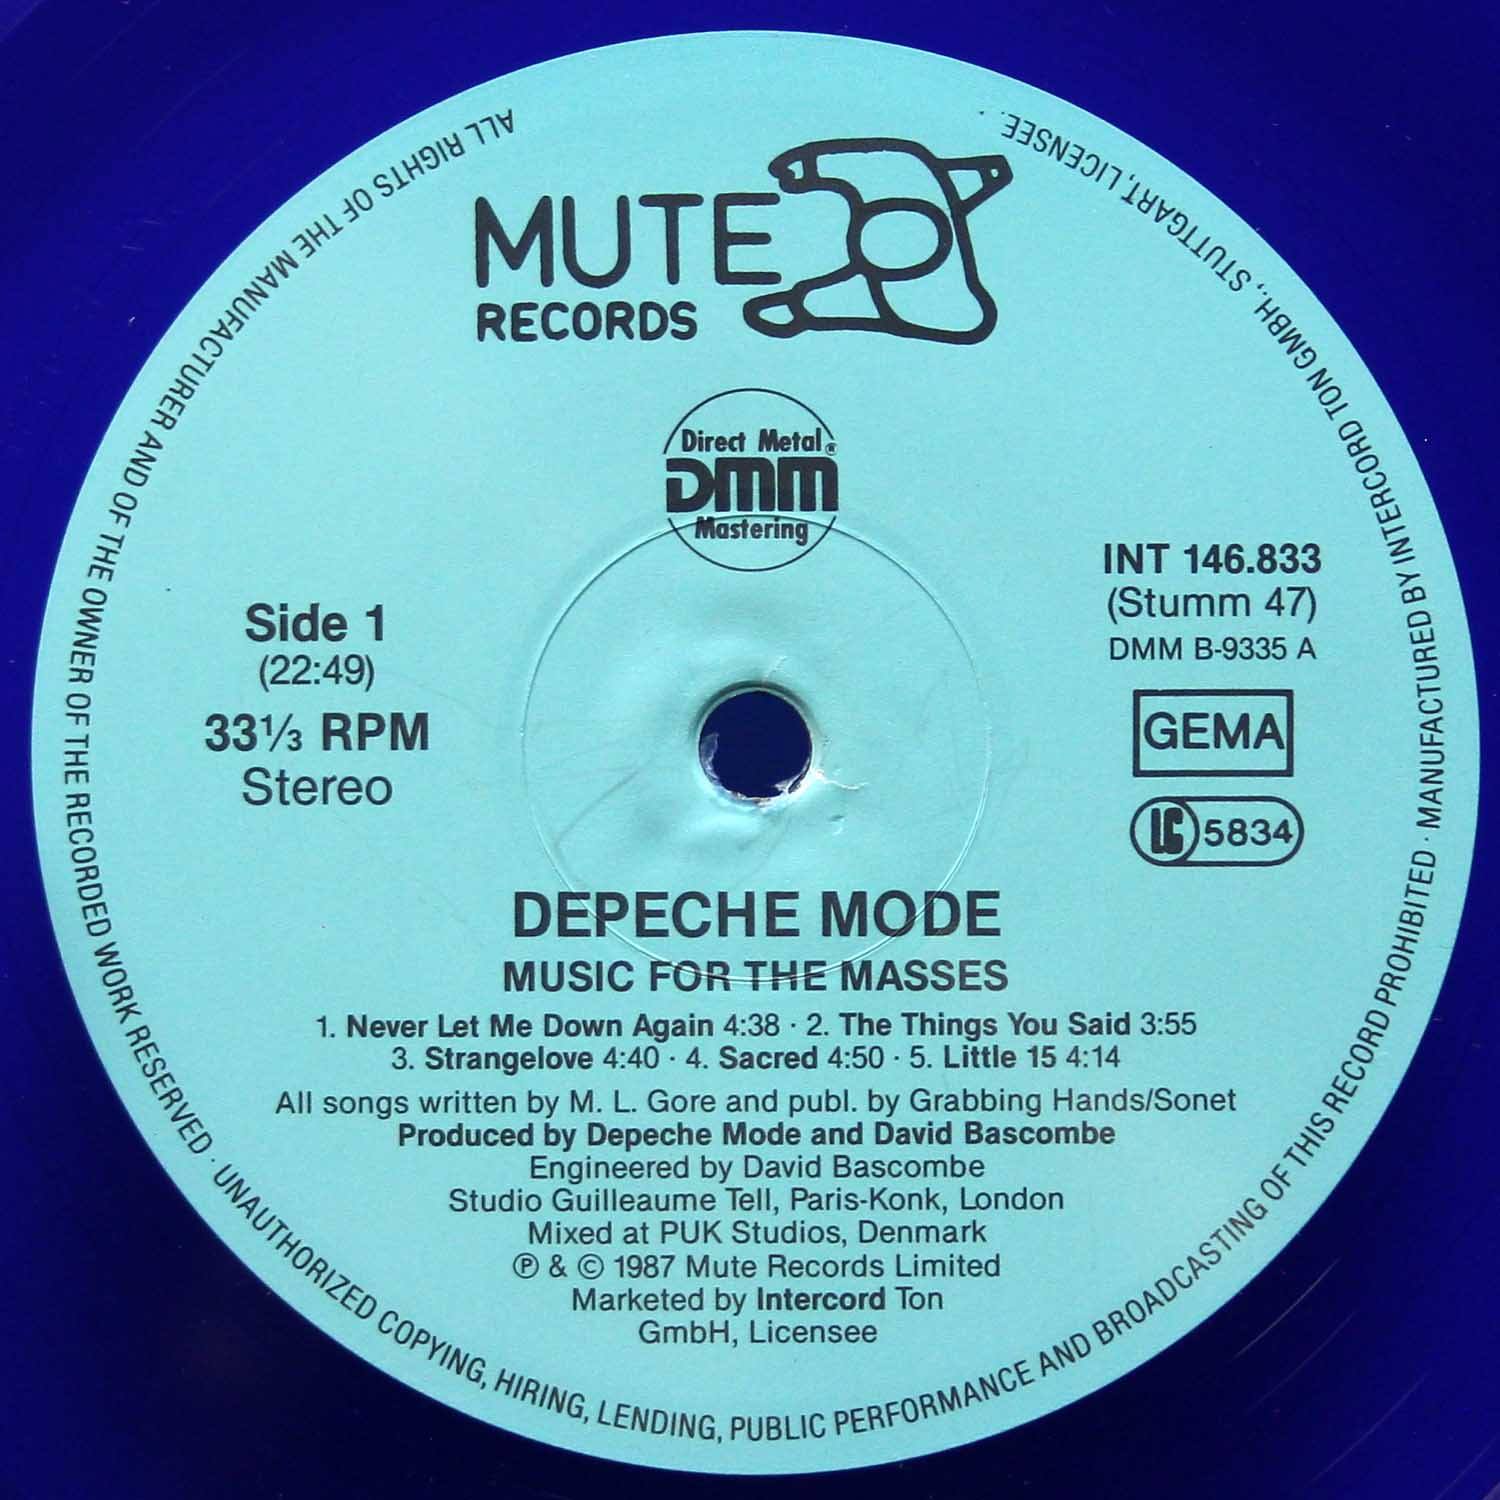 MUTE
RECORDS
Direct Metal®
DMM
Mastering
Side 1
(22:49)
33⅓ RPM
Stereo
INT 146.833
(Stumm 47)
DMM B-9335 A
GEMA
LC 5834
DEPECHE MODE
MUSIC FOR THE MASSES
1. Never Let Me Down Again 4:38 · 2. The Things You Said 3:55
3. Strangelove 4:40 · 4. Sacred 4:50 · 5. Little 15 4:14
All songs written by M. L. Gore and publ. by Grabbing Hands/Sonet
Produced by Depeche Mode and David Bascombe
Engineered by David Bascombe
Studio Guilleaume Tell, Paris-Konk, London
Mixed at PUK Studios, Denmark
℗ & © 1987 Mute Records Limited
Marketed by Intercord Ton
GmbH, Licensee
ALL RIGHTS OF THE MANUFACTURER AND OF THE OWNER OF THE RECORDED WORK RESERVED · UNAUTHORIZED COPYING, HIRING, LENDING, PUBLIC PERFORMANCE AND BROADCASTING OF THIS RECORD PROHIBITED · MANUFACTURED BY INTERCORD TON GMBH., STUTTGART, LICENSEE